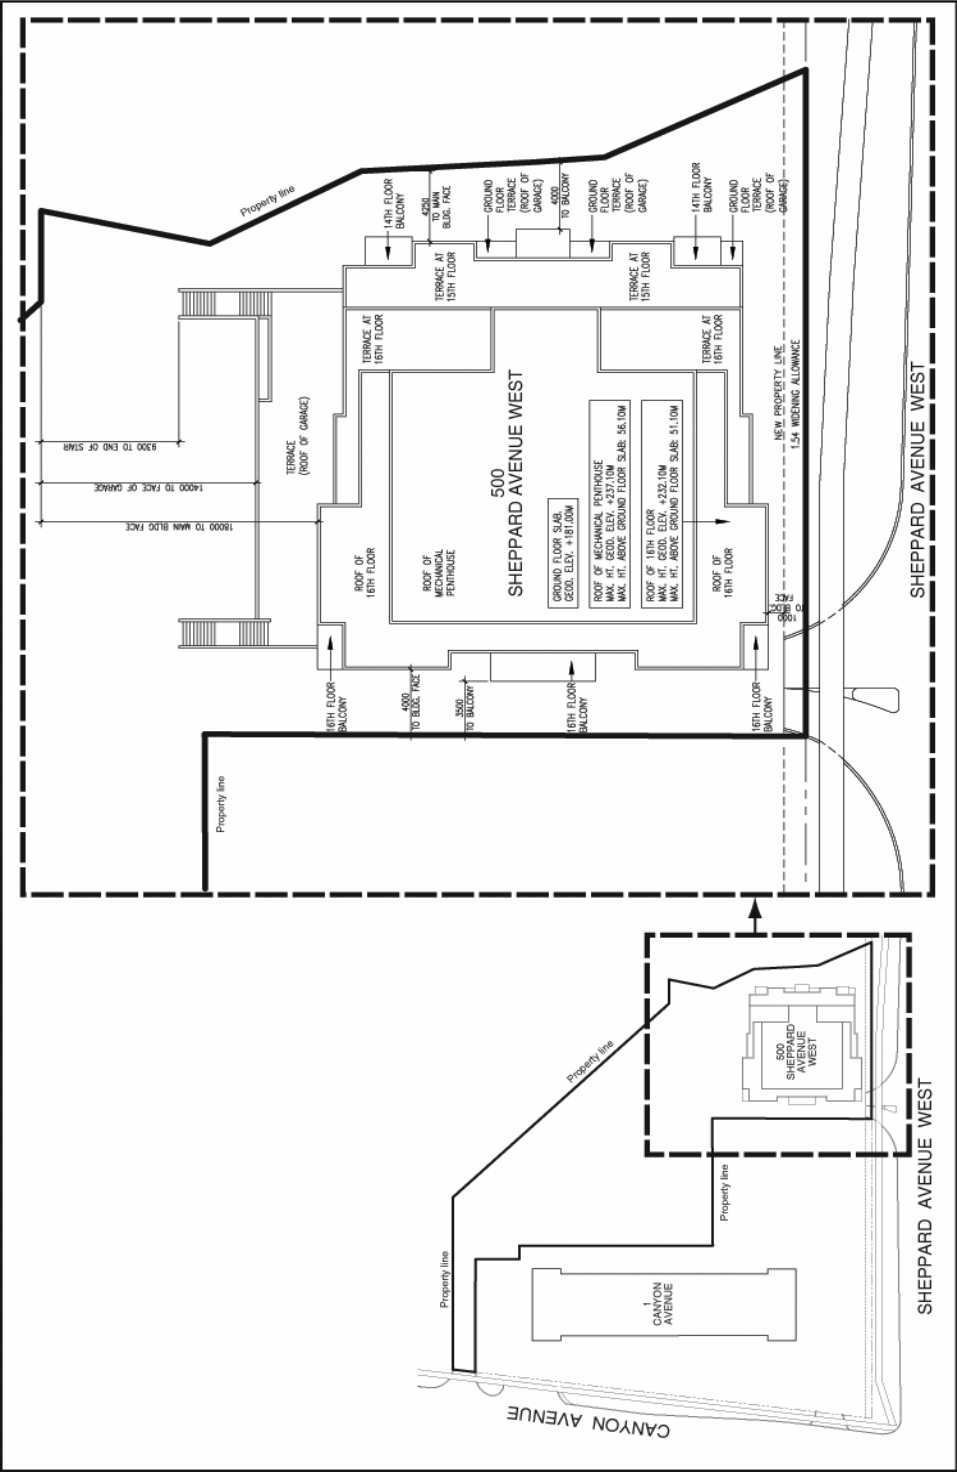 Property line
14TH FLOOR
BALCONY
4250
TO MAIN
BLDG. FACE
GROUND
FLOOR
TERRACE
(ROOF OF
GARAGE)
4000
TO BALCONY
GROUND
FLOOR
TERRACE
(ROOF OF
GARAGE)
14TH FLOOR
BALCONY
GROUND
FLOOR
TERRACE
(ROOF OF
GARAGE)
TERRACE AT
15TH FLOOR
TERRACE AT
15TH FLOOR
TERRACE AT
16TH FLOOR
TERRACE AT
16TH FLOOR
9300 TO END OF STAIR
14000 TO FACE OF GARAGE
18000 TO MAIN BLDG FACE
TERRACE
(ROOF OF GARAGE)
500
SHEPPARD AVENUE WEST
GROUND FLOOR SLAB.
GEOD. ELEV. +181.00M
ROOF OF MECHANICAL PENTHOUSE
MAX. HT. GEOD. ELEV. +237.10M
MAX. HT. ABOVE GROUND FLOOR SLAB: 56.10M
ROOF OF 16TH FLOOR
MAX. HT. GEOD. ELEV. +232.10M
MAX. HT. ABOVE GROUND FLOOR SLAB: 51.10M
NEW PROPERTY LINE
1.54 WIDENING ALLOWANCE
SHEPPARD AVENUE WEST
ROOF OF
16TH FLOOR
ROOF OF
MECHANICAL
PENTHOUSE
ROOF OF
16TH FLOOR
1000
TO BLDG.
FACE
16TH FLOOR
BALCONY
4000
TO BLDG. FACE
3500
TO BALCONY
16TH FLOOR
BALCONY
16TH FLOOR
BALCONY
Property line
Property line
500
SHEPPARD
AVENUE
WEST
Property line
Property line
1
CANYON
AVENUE
SHEPPARD AVENUE WEST
CANYON AVENUE